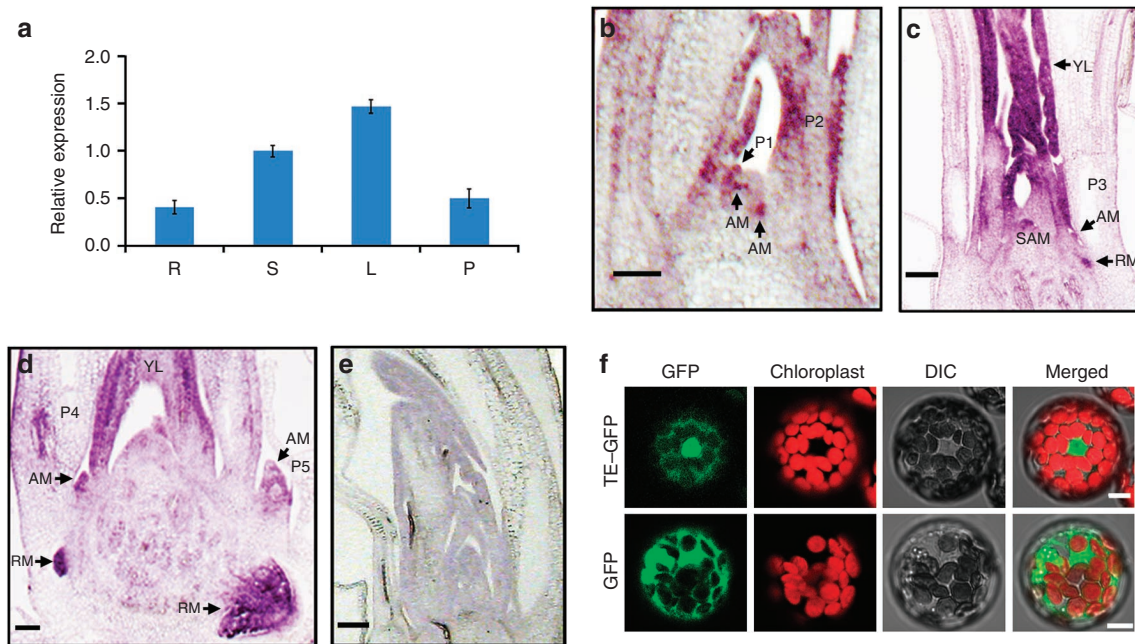 a
Relative expression
2.0
1.5
1.0
0.5
0.0
R S L P
b
P2
P1
AM
AM
c
YL
P3
AM
SAM
RM
d
YL
P4
AM
P5
AM
RM
RM
e
f
GFP Chloroplast DIC Merged
TE–GFP
GFP